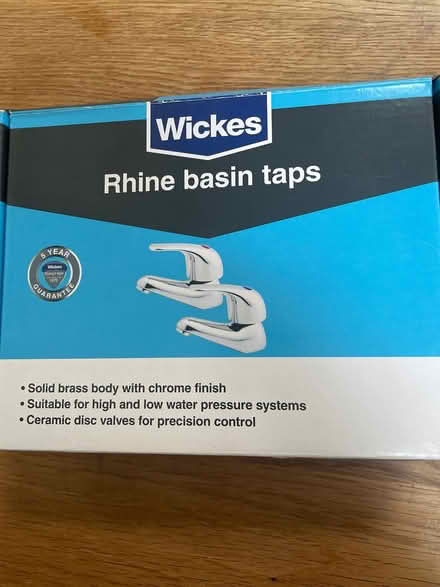 Wickes
Rhine basin taps
5 YEAR
Wickes
GUARANTEE
• Solid brass body with chrome finish
• Suitable for high and low water pressure systems
• Ceramic disc valves for precision control